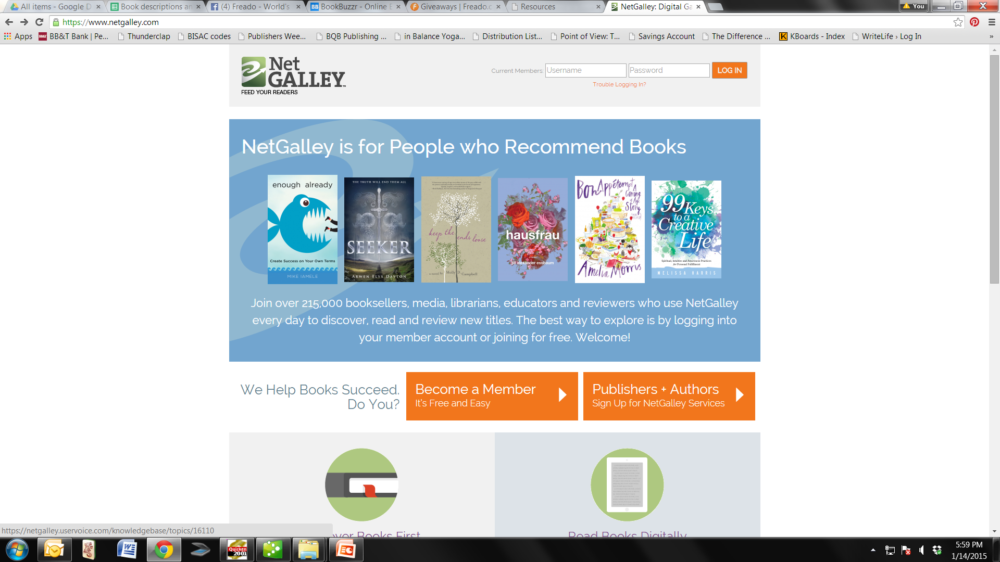 All items - Google D
Book descriptions an
(4) Freado - World's
BookBuzzr - Online E
Giveaways | Freado.c
Resources
NetGalley: Digital Ga
You
https://www.netgalley.com
Apps
BB&T Bank | Pe...
Thunderclap
BISAC codes
Publishers Wee...
BQB Publishing ...
in Balance Yoga...
Distribution List...
Point of View: T...
Savings Account
The Difference ...
KBoards - Index
WriteLife › Log In
»
Net
GALLEY™
FEED YOUR READERS
Current Members:
Username
Password
LOG IN
Trouble Logging In?
NetGalley is for People who Recommend Books
enough already
Create Success on Your Own Terms
MIKE IAMELE
THE TRUTH WILL END THEM ALL
SEEKER
ARWEN ELYS DAYTON
keep the ends loose
a novel by Molly D. Campbell
hausfrau
jill alexander essbaum
Bon Appétempt
A Coming of Age Story
Amelia Morris
99 Keys
to a
Creative
Life
Spiritual, Intuitive and Awareness Practices
for Personal Fulfillment
MELISSA HARRIS
Join over 215,000 booksellers, media, librarians, educators and reviewers who use NetGalley
every day to discover, read and review new titles. The best way to explore is by logging into
your member account or joining for free. Welcome!
We Help Books Succeed.
Do You?
Become a Member
It's Free and Easy
Publishers + Authors
Sign Up for NetGalley Services
over Books First
Read Books Digitally
https://netgalley.uservoice.com/knowledgebase/topics/16110
Quicken
2001
5:59 PM
1/14/2015